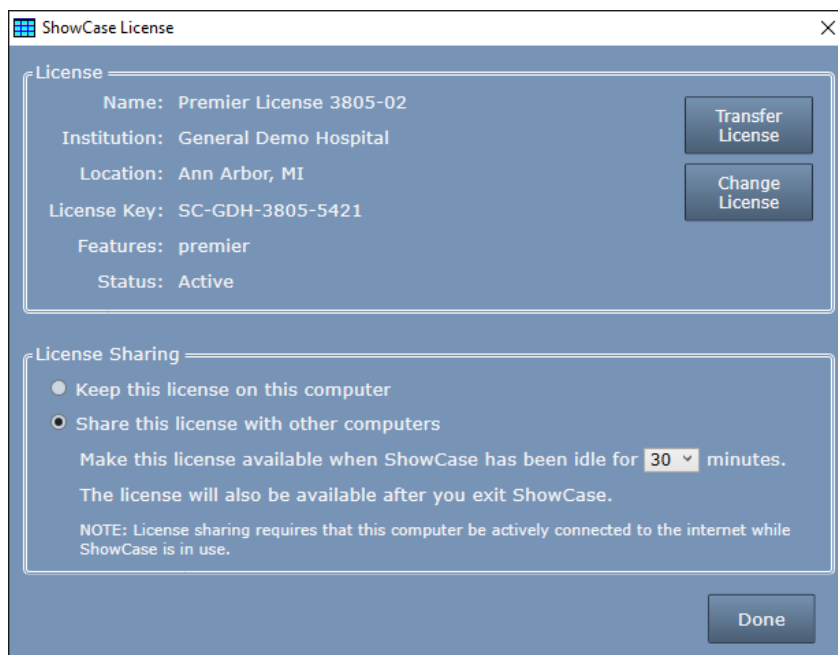 ShowCase License
License
Name: Premier License 3805-02
Institution: General Demo Hospital
Location: Ann Arbor, MI
License Key: SC-GDH-3805-5421
Features: premier
Status: Active
Transfer
License
Change
License
License Sharing
Keep this license on this computer
Share this license with other computers
Make this license available when ShowCase has been idle for 30 minutes.
The license will also be available after you exit ShowCase.
NOTE: License sharing requires that this computer be actively connected to the internet while
ShowCase is in use.
Done